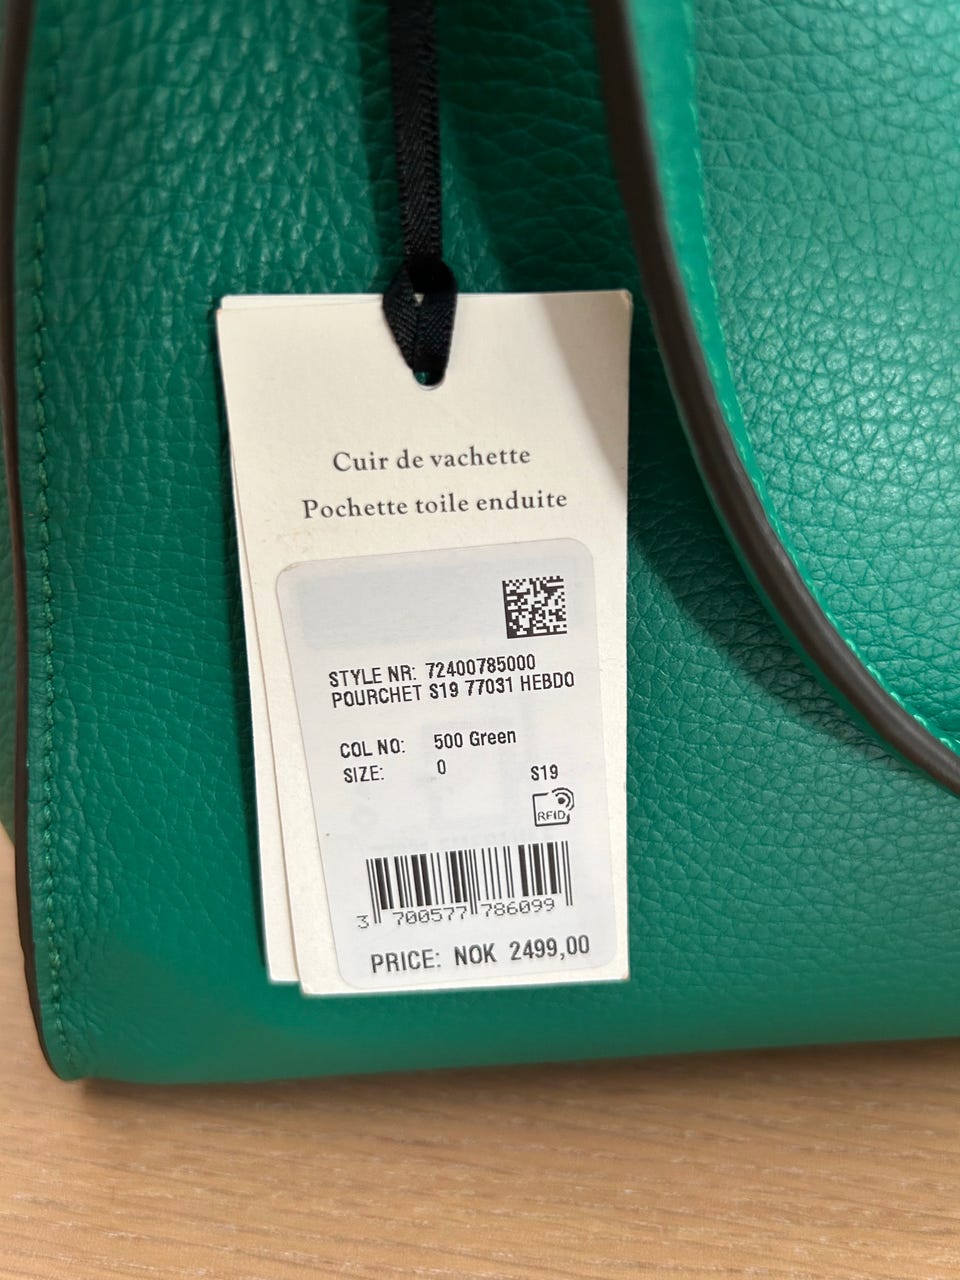 Cuir de vachette
Pochette toile enduite
STYLE NR: 72400785000
POURCHET S19 77031 HEBDO
COL NO: 500 Green
SIZE: 0 S19
RFID
3 700577 786099
PRICE: NOK 2499,00